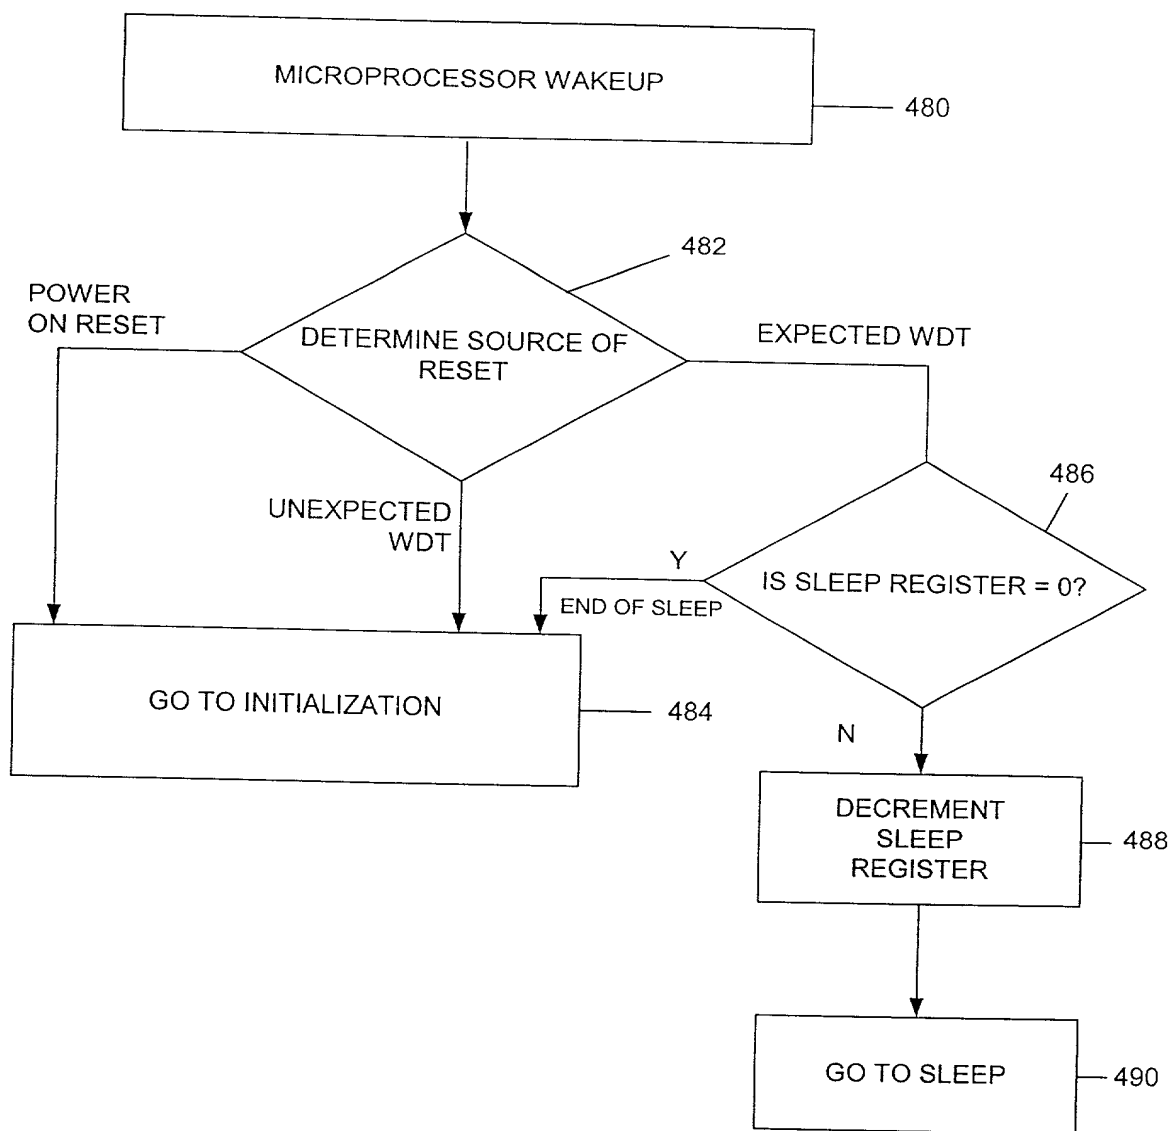 MICROPROCESSOR WAKEUP
480
482
POWER
ON RESET
DETERMINE SOURCE OF
RESET
EXPECTED WDT
486
UNEXPECTED
WDT
Y
IS SLEEP REGISTER = 0?
END OF SLEEP
GO TO INITIALIZATION
484
N
DECREMENT
SLEEP
REGISTER
488
GO TO SLEEP
490